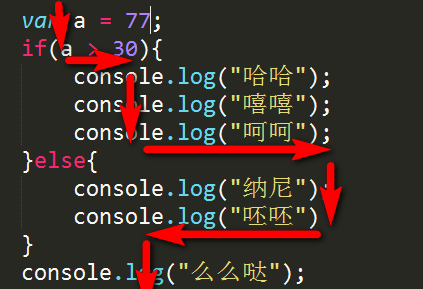 var a = 77;
if(a > 30){
console.log("哈哈");
console.log("嘻嘻");
console.log("呵呵");
}else{
console.log("纳尼");
console.log("呸呸")
}
console.log("么么哒");